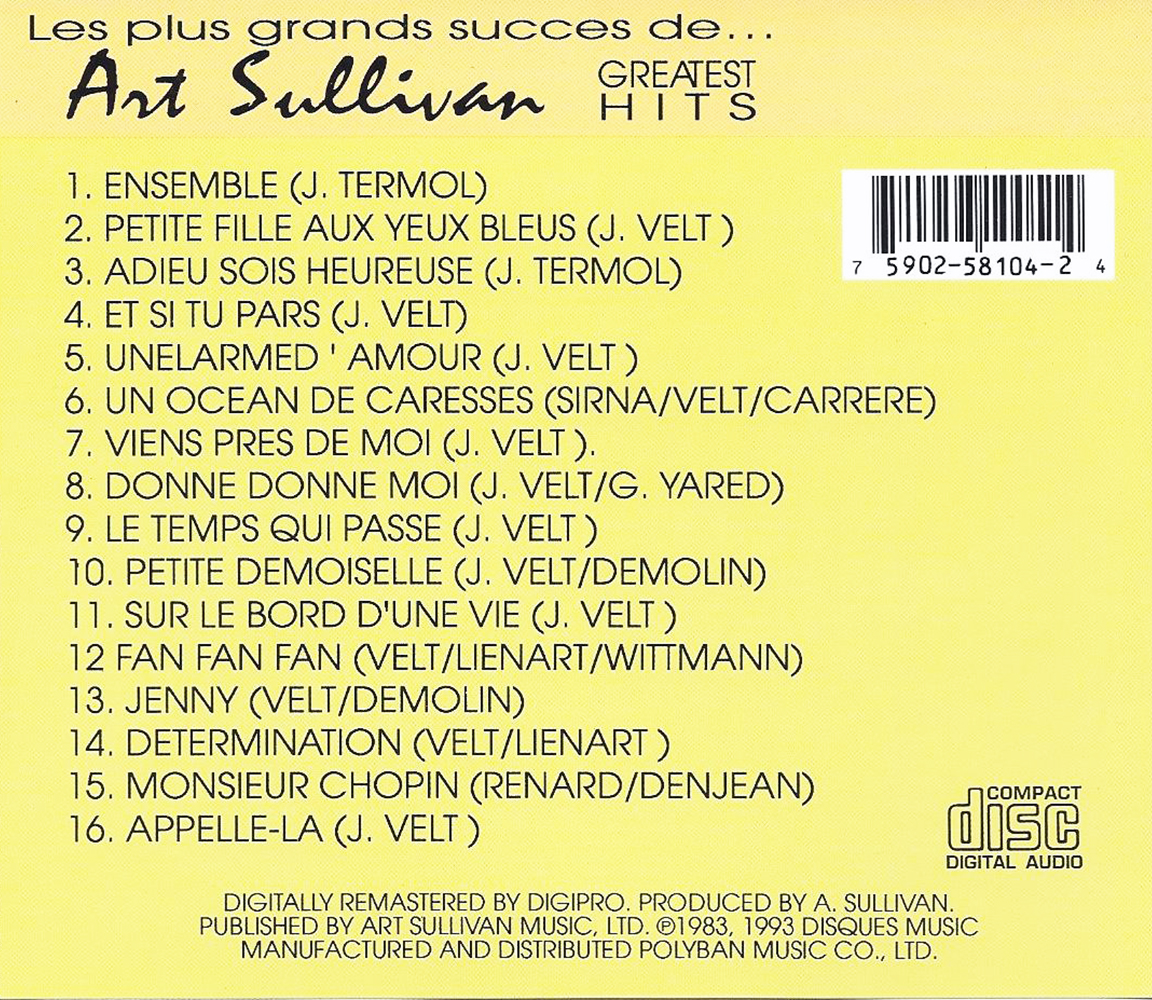 Les plus grands succes de...
Art Sullivan GREATEST HITS
1. ENSEMBLE (J. TERMOL)
2. PETITE FILLE AUX YEUX BLEUS (J. VELT )
3. ADIEU SOIS HEUREUSE (J. TERMOL)
4. ET SI TU PARS (J. VELT)
5. UNELARMED ' AMOUR (J. VELT )
6. UN OCEAN DE CARESSES (SIRNA/VELT/CARRERE)
7. VIENS PRES DE MOI (J. VELT ).
8. DONNE DONNE MOI (J. VELT/G. YARED)
9. LE TEMPS QUI PASSE (J. VELT )
10. PETITE DEMOISELLE (J. VELT/DEMOLIN)
11. SUR LE BORD D'UNE VIE (J. VELT )
12 FAN FAN FAN (VELT/LIENART/WITTMANN)
13. JENNY (VELT/DEMOLIN)
14. DETERMINATION (VELT/LIENART )
15. MONSIEUR CHOPIN (RENARD/DENJEAN)
16. APPELLE-LA (J. VELT )
7 5902-58104-2 4
COMPACT
disc
DIGITAL AUDIO
DIGITALLY REMASTERED BY DIGIPRO. PRODUCED BY A. SULLIVAN.
PUBLISHED BY ART SULLIVAN MUSIC, LTD. ℗1983, 1993 DISQUES MUSIC
MANUFACTURED AND DISTRIBUTED POLYBAN MUSIC CO., LTD.